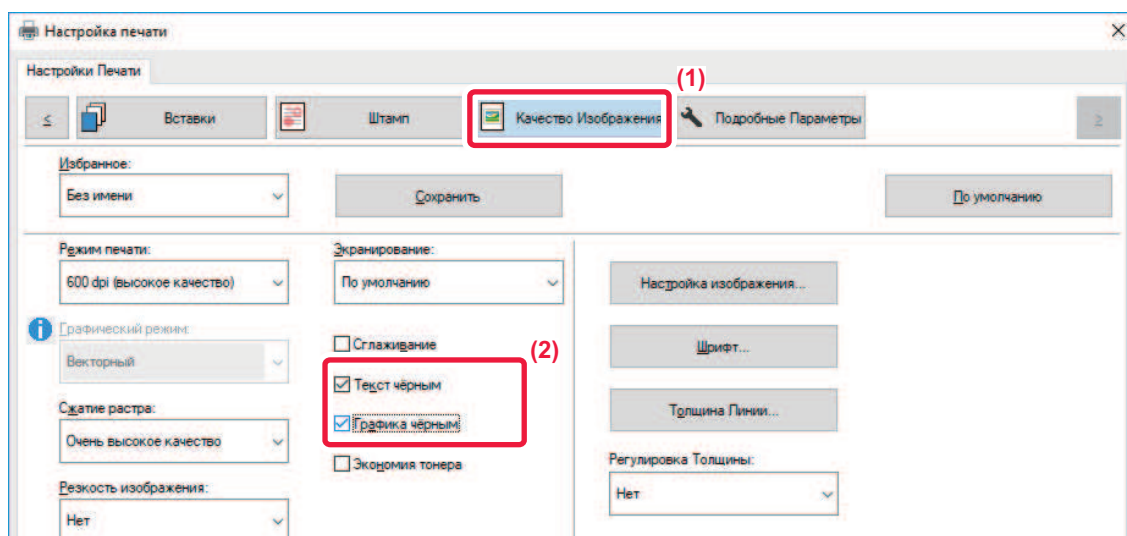 Настройка печати
Настройки Печати
(1)
<
Вставки
Штамп
Качество Изображения
Подробные Параметры
>
Избранное:
Без имени
Сохранить
По умолчанию
Режим печати:
600 dpi (высокое качество)
Экранирование:
По умолчанию
Настройка изображения...
Графический режим:
Векторный
Сглаживание
(2)
Шрифт...
Текст чёрным
Сжатие растра:
Очень высокое качество
Графика чёрным
Толщина Линии...
Экономия тонера
Регулировка Толщины:
Нет
Резкость изображения:
Нет